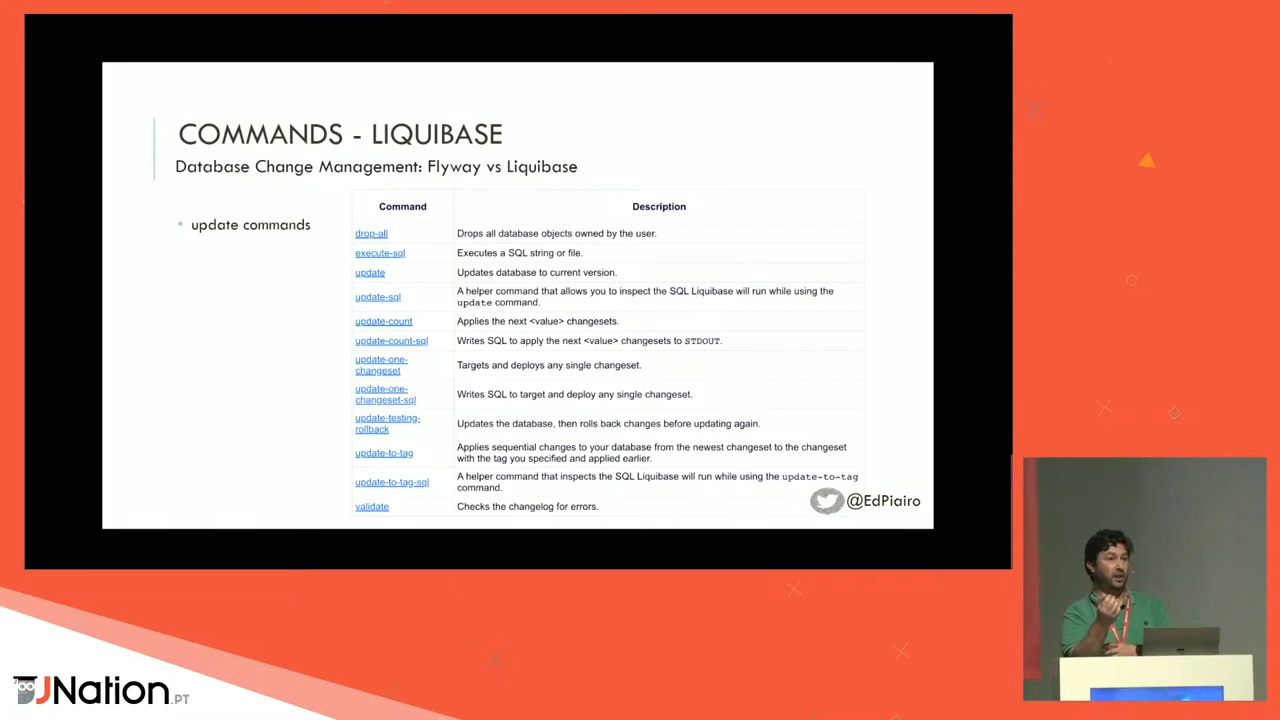 COMMANDS - LIQUIBASE
Database Change Management: Flyway vs Liquibase
• update commands
Command Description
drop-all Drops all database objects owned by the user.
execute-sql Executes a SQL string or file.
update Updates database to current version.
update-sql A helper command that allows you to inspect the SQL Liquibase will run while using the
update command.
update-count Applies the next <value> changesets.
update-count-sql Writes SQL to apply the next <value> changesets to STDOUT.
update-one-
changeset Targets and deploys any single changeset.
update-one-
changeset-sql Writes SQL to target and deploy any single changeset.
update-testing-
rollback Updates the database, then rolls back changes before updating again.
update-to-tag Applies sequential changes to your database from the newest changeset to the changeset
with the tag you specified and applied earlier.
update-to-tag-sql A helper command that inspects the SQL Liquibase will run while using the update-to-tag
command.
validate Checks the changelog for errors.
@EdPiairo
JNation.PT